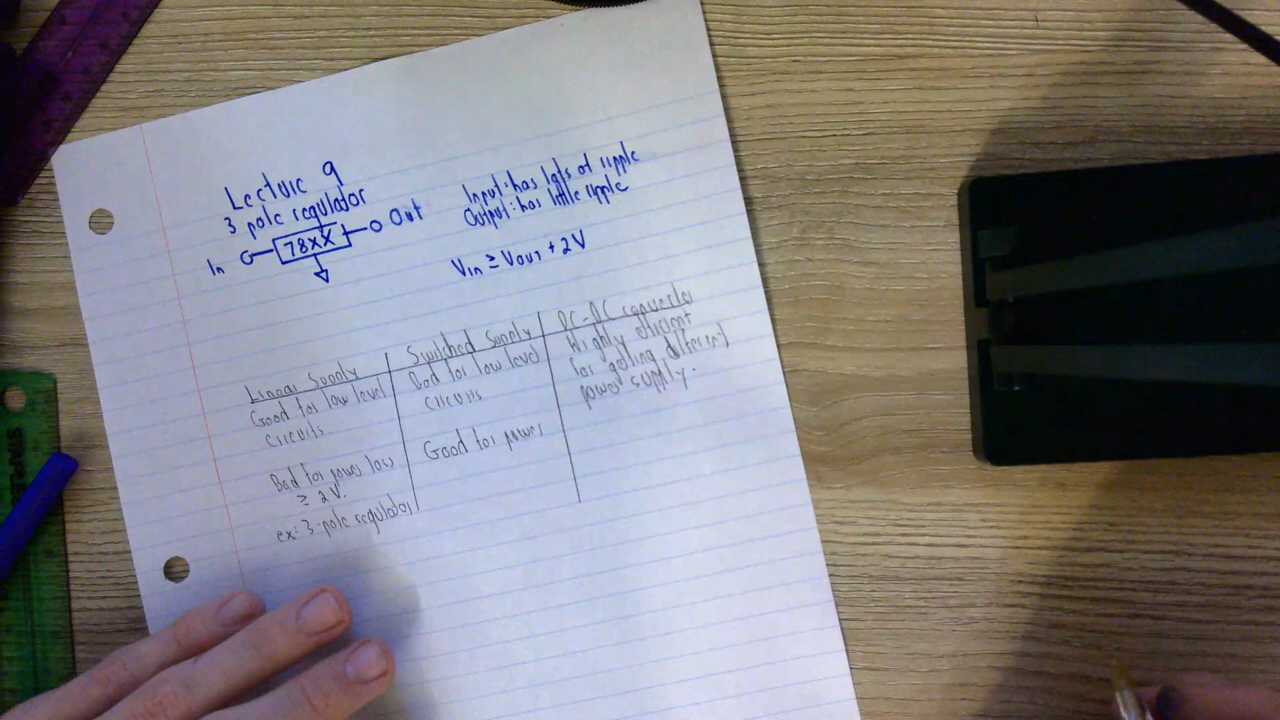 Lecture 9
3 pole regulator
In 78xx Out
Input: has lots of ripple
Output: has little ripple
Vin ≥ Vout + 2V
Linear Supply
Good for low level
circuits
Bad for power loss
≥ 2V.
ex: 3-pole regulator
Switched Supply
Bad for low level
circuits
Good for power
DC-DC converter
Highly efficient
for getting different
power supply.